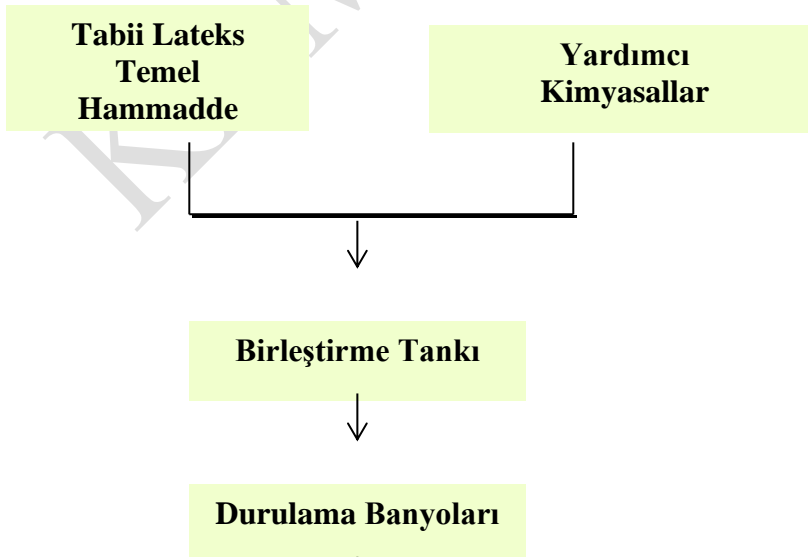 Tabii Lateks
Temel
Hammadde
Yardımcı
Kimyasallar
Birleştirme Tankı
Durulama Banyoları